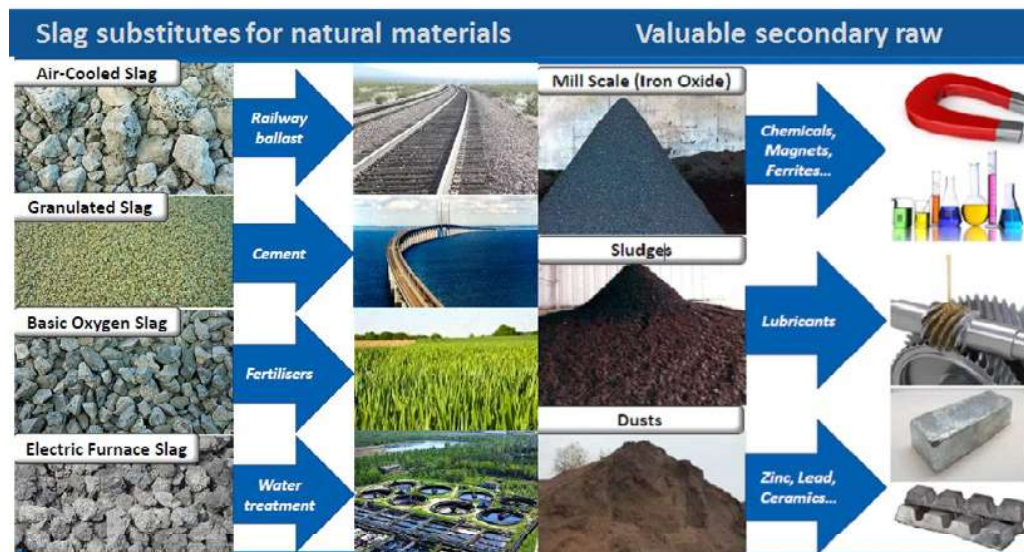 Slag substitutes for natural materials
Valuable secondary raw
Air-Cooled Slag
Railway
ballast
Granulated Slag
Cement
Basic Oxygen Slag
Fertilisers
Electric Furnace Slag
Water
treatment
Mill Scale (Iron Oxide)
Chemicals,
Magnets,
Ferrites...
Sludges
Lubricants
Dusts
Zinc, Lead,
Ceramics...